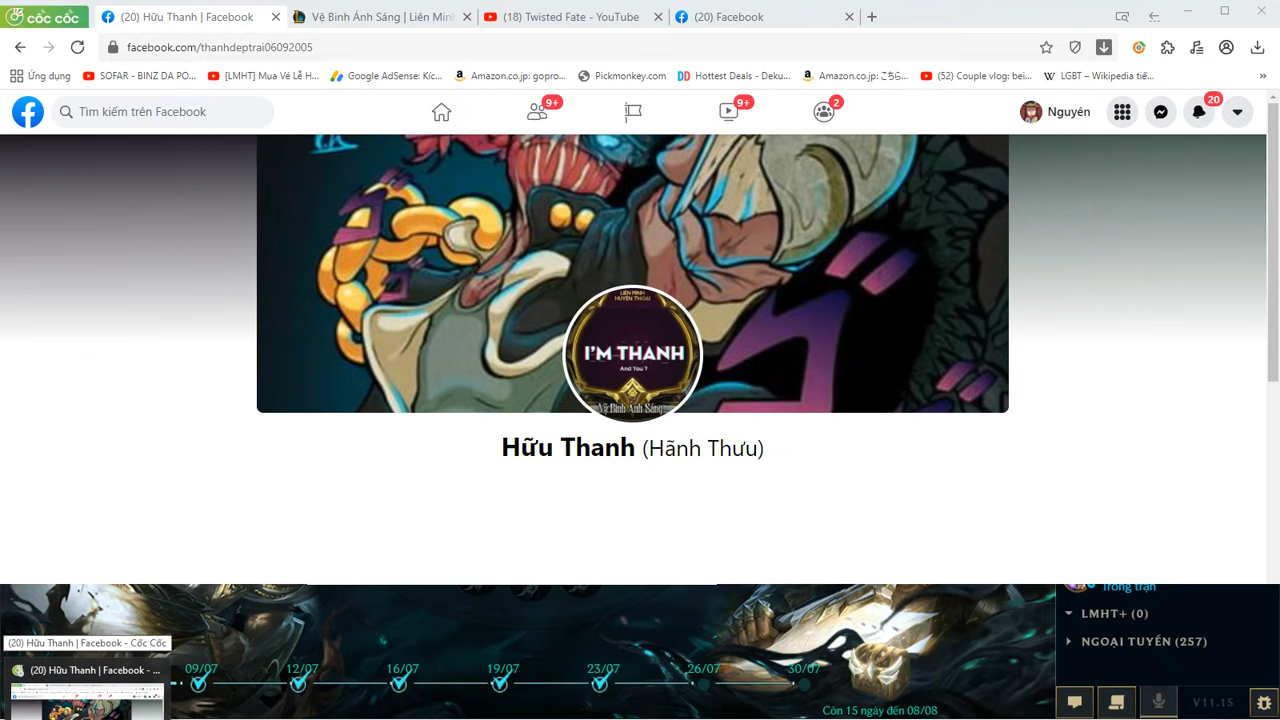 CỐC CỐC
(20) Hữu Thanh | Facebook
Vệ Binh Ánh Sáng | Liên Minh
(18) Twisted Fate - YouTube
(20) Facebook
facebook.com/thanhdeptrai06092005
Ứng dụng
SOFAR - BINZ DA PO...
[LMHT] Mua Vé Lễ H...
Google AdSense: Kíc...
Amazon.co.jp: gopro...
Pickmonkey.com
Hottest Deals - Deku...
Amazon.co.jp: こちら...
(52) Couple vlog: bei...
LGBT – Wikipedia tiế...
Tìm kiếm trên Facebook
9+
9+
2
Nguyên
20
LIÊN MINH
HUYỀN THOẠI
I'M THANH
And You ?
Vệ Binh Ánh Sáng
Hữu Thanh (Hãnh Thưu)
Trong trận
LMHT+ (0)
NGOẠI TUYẾN (257)
(20) Hữu Thanh | Facebook - Cốc Cốc
(20) Hữu Thanh | Facebook - ...
09/07
12/07
16/07
19/07
23/07
26/07
30/07
Còn 15 ngày đến 08/08
V11.15